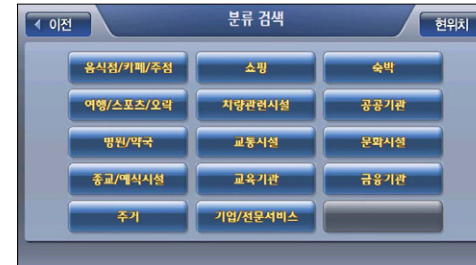 이전 분류 검색 현위치
음식점/카페/주점 쇼핑 숙박
여행/스포츠/오락 차량관련시설 공공기관
병원/약국 교통시설 문화시설
종교/예식시설 교육기관 금융기관
주거 기업/전문서비스